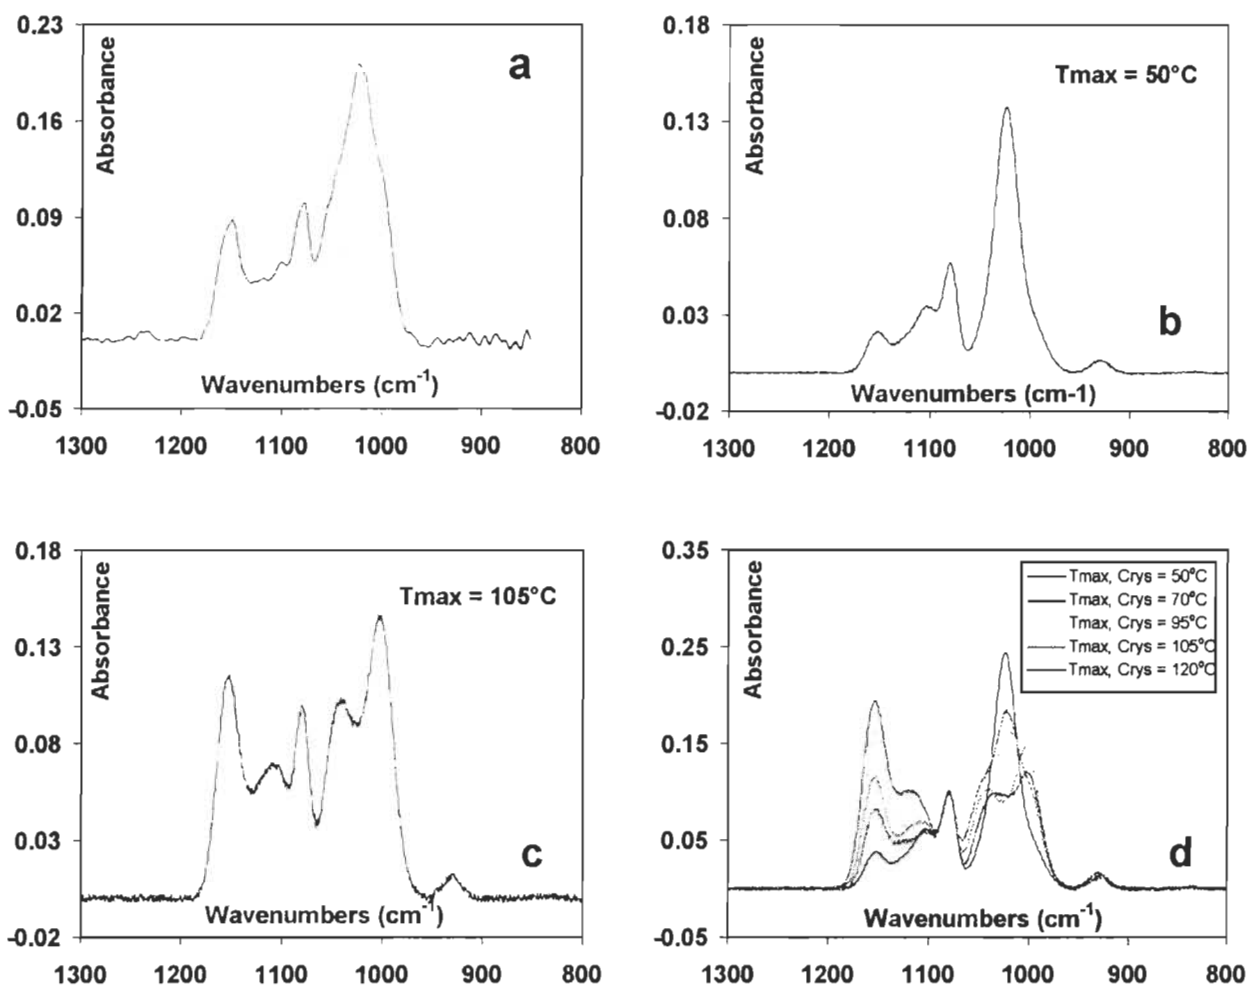 0.23
Absorbance
a
0.16
0.09
0.02
Wavenumbers (cm-1)
-0.05
1300 1200 1100 1000 900 800
0.18
Absorbance
Tmax = 50°C
0.13
0.08
0.03
b
Wavenumbers (cm-1)
-0.02
1300 1200 1100 1000 900 800
0.18
Absorbance
Tmax = 105°C
0.13
0.08
0.03
c
Wavenumbers (cm-1)
-0.02
1300 1200 1100 1000 900 800
0.35
Absorbance
Tmax, Crys = 50°C
Tmax, Crys = 70°C
Tmax, Crys = 95°C
Tmax, Crys = 105°C
Tmax, Crys = 120°C
0.25
0.15
0.05
d
Wavenumbers (cm-1)
-0.05
1300 1200 1100 1000 900 800